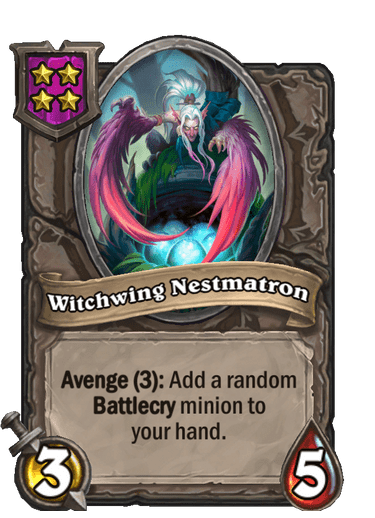 Witchwing Nestmatron
Avenge (3): Add a random
Battlecry minion to
your hand.
3
5